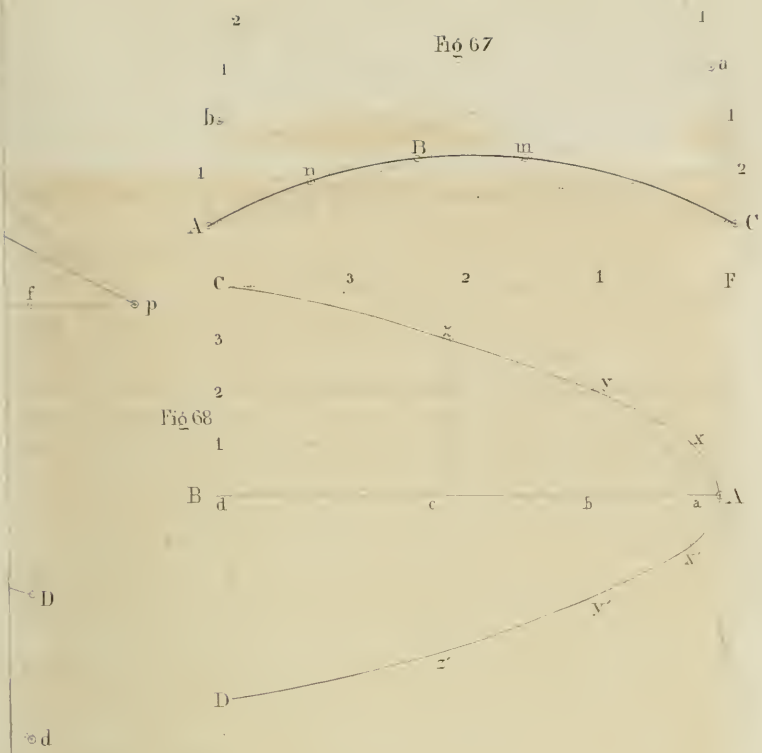 2 1
Fig 67
1 a
b 1
1 n B m 2
A C
C 3 2 1 F
f p
3 z
2 y
Fig 68
1 x
B d c b a A
x'
D y'
z'
D
d